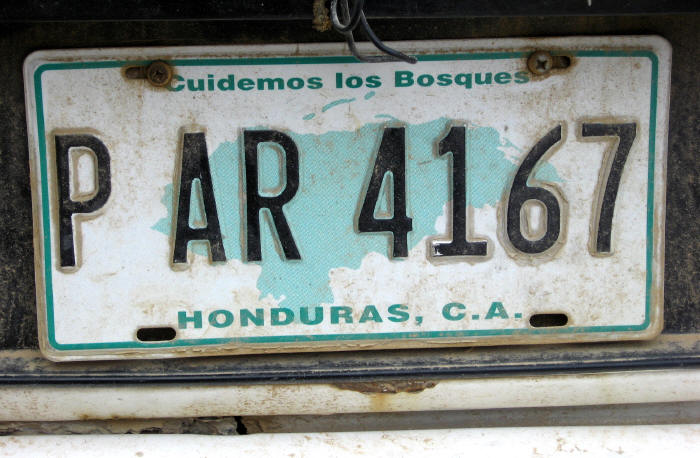 Cuidemos los Bosques
P AR 4167
HONDURAS, C.A.